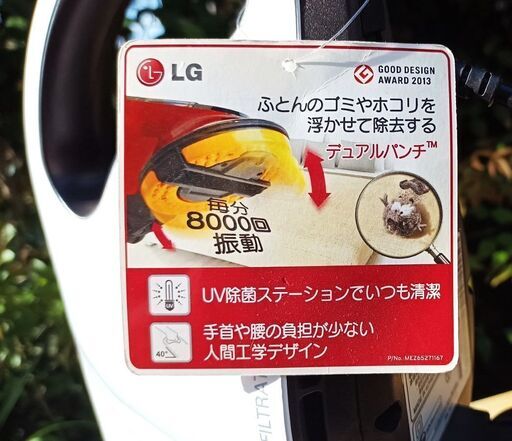 LG
GOOD DESIGN
AWARD 2013
ふとんのゴミやホコリを
浮かせて除去する
デュアルパンチ™
毎分
8000回
振動
UV
UV除菌ステーションでいつも清潔
40°
手首や腰の負担が少ない
人間工学デザイン
P/No. MEZ65271167
FILTRAT